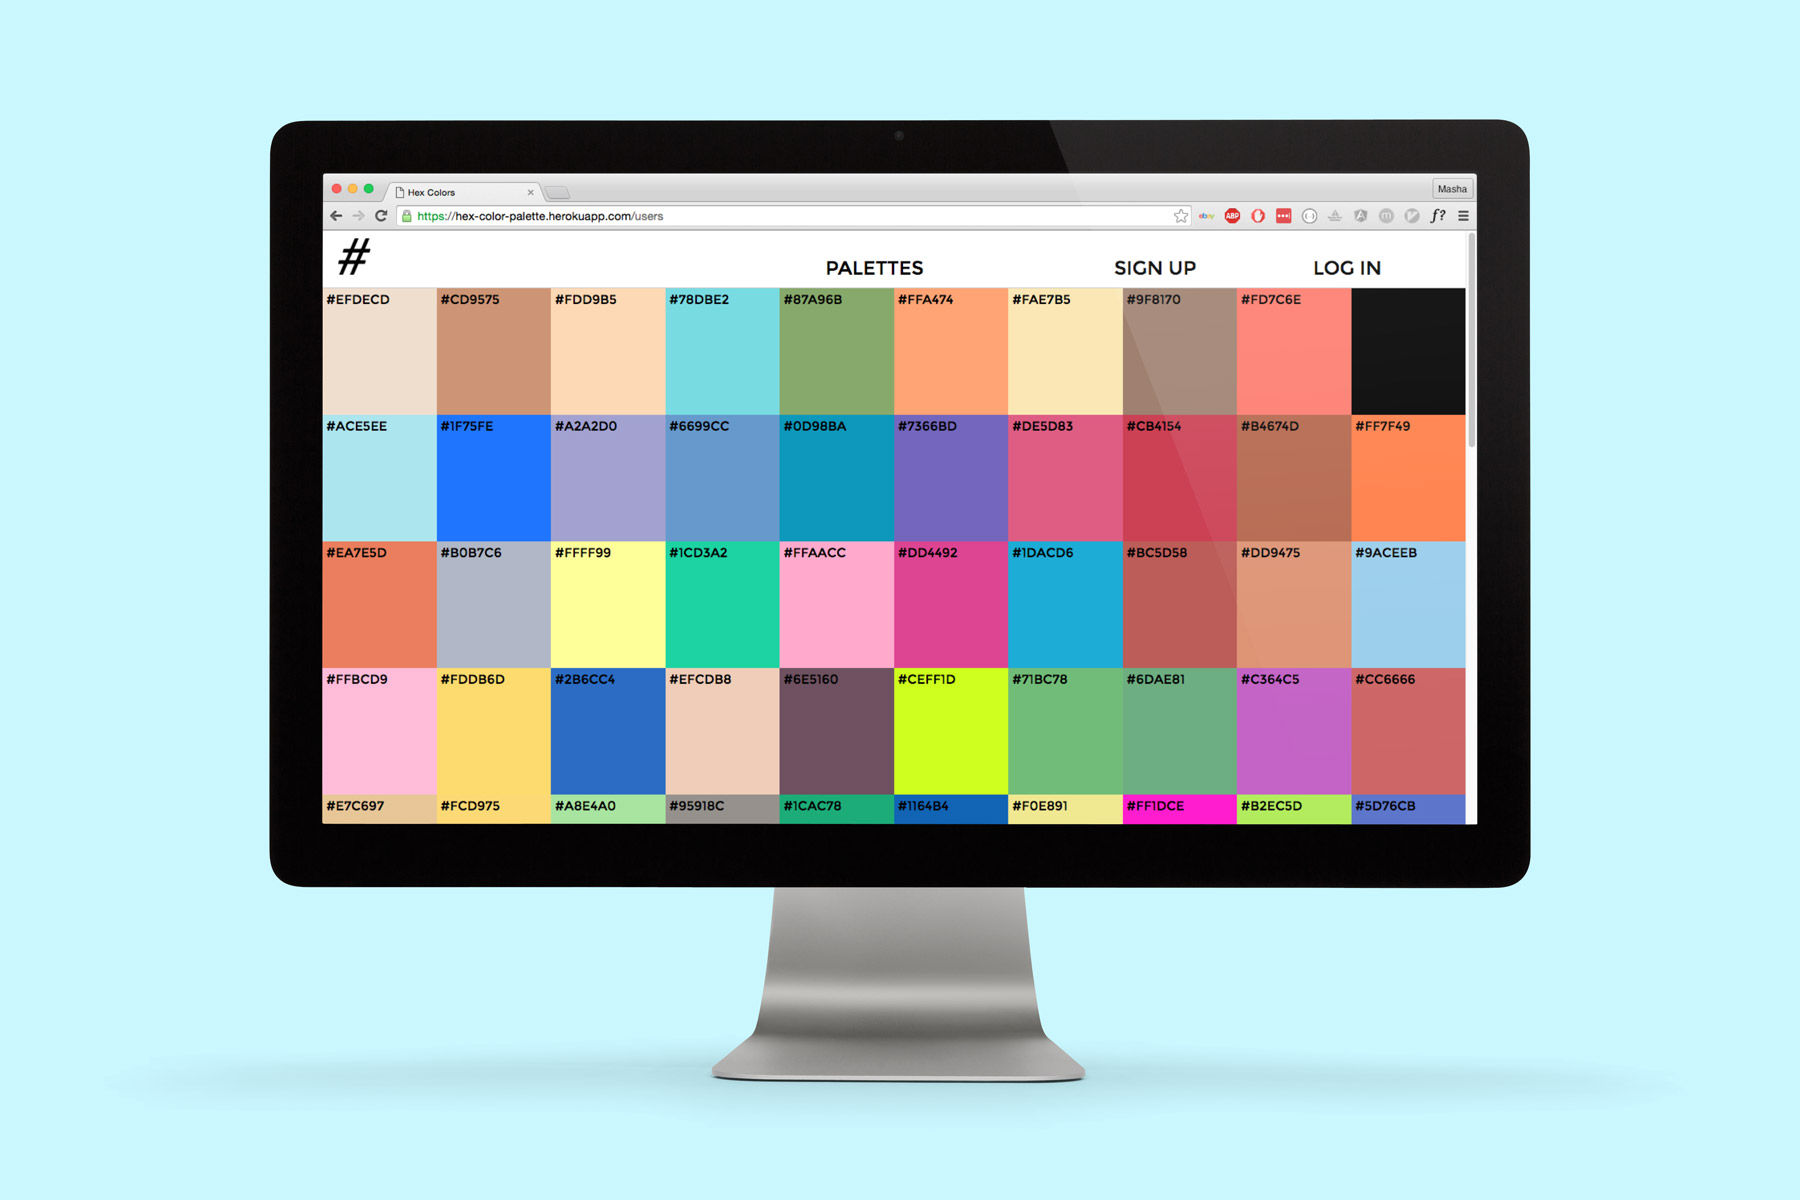 Hex Colors
Masha
https://hex-color-palette.herokuapp.com/users
ebay ABP f?
# PALETTES SIGN UP LOG IN
#EFDECD #CD9575 #FDD9B5 #78DBE2 #87A96B #FFA474 #FAE7B5 #9F8170 #FD7C6E
#ACE5EE #1F75FE #A2A2D0 #6699CC #0D98BA #7366BD #DE5D83 #CB4154 #B4674D #FF7F49
#EA7E5D #B0B7C6 #FFFF99 #1CD3A2 #FFAACC #DD4492 #1DACD6 #BC5D58 #DD9475 #9ACEEB
#FFBCD9 #FDDB6D #2B6CC4 #EFCDB8 #6E5160 #CEFF1D #71BC78 #6DAE81 #C364C5 #CC6666
#E7C697 #FCD975 #A8E4A0 #95918C #1CAC78 #1164B4 #F0E891 #FF1DCE #B2EC5D #5D76CB